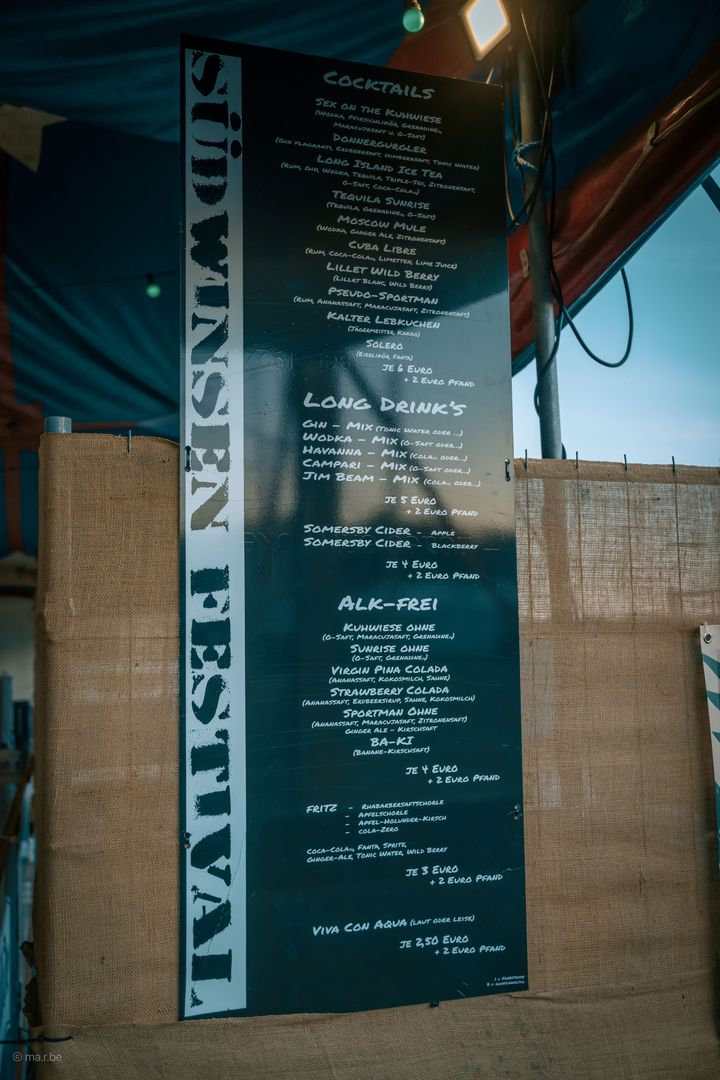 SÜDWINSEN FESTIVAL
Cocktails
Sex on the Kuhwiese
(Wodka, Pfirsichlikör, Grenadine,
Maracujasaft u. O-Saft)
Donnergurgler
(Gin Flagranti, Erdbeersaft, Himbeersaft, Tonic Water)
Long Island Ice Tea
(Rum, Gin, Wodka, Tequila, Triple-Sec, Zitronensaft,
O-Saft, Coca-Cola,,)
Tequila Sunrise
(Tequila, Grenadine, O-Saft)
Moscow Mule
(Wodka, Ginger Ale, Zitronensaft)
Cuba Libre
(Rum, Coca-Cola,, Limetten, Lime Juice)
Lillet Wild Berry
(Lillet Blanc, Wild Berry)
Pseudo-Sportman
(Rum, Ananassaft, Maracujasaft, Zitronensaft)
Kalter Lebkuchen
(Jägermeister, Kakao)
Solero
(Eierlikör, Fanta)
je 6 Euro
+ 2 Euro Pfand
Long Drink's
Gin - Mix (Tonic Water oder ..)
Wodka - Mix (O-Saft oder..)
Havanna - Mix (Cola,, oder..)
Campari - Mix (O-Saft oder..)
Jim Beam - Mix (Cola,, oder..)
je 5 Euro
+ 2 Euro Pfand
Somersby Cider - Apple
Somersby Cider - Blackberry
je 4 Euro
+ 2 Euro Pfand
Alk-frei
Kuhwiese ohne
(O-Saft, Maracujasaft, Grenadine,)
Sunrise ohne
(O-Saft, Grenadine,)
Virgin Pina Colada
(Ananassaft, Kokosmilch, Sahne)
Strawberry Colada
(Ananassaft, Erdbeersirup, Sahne, Kokosmilch)
Sportman Ohne
(Ananassaft, Maracujasaft, Zitronensaft)
Ginger Ale - Kirschsaft
BA-KI
(Banane-Kirschsaft)
je 4 Euro
+ 2 Euro Pfand
fritz - Rhabarbersaftschorle
- Apfelschorle
- Apfel-Holunder-Kirsch
- cola-Zero
Coca-Cola,, Fanta, Sprite,
Ginger-Ale, Tonic Water, Wild Berry
je 3 Euro
+ 2 Euro Pfand
Viva Con Aqua (laut oder leise)
je 2,50 Euro
+ 2 Euro Pfand
© ma.r.be